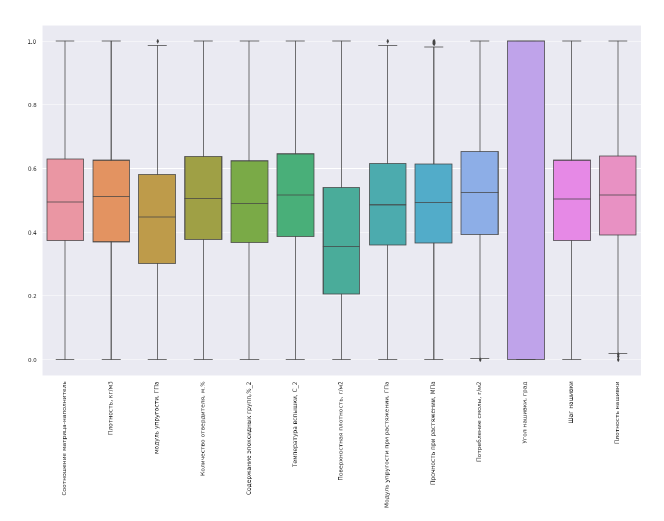 1.0
0.8
0.6
0.4
0.2
0.0
Соотношение матрица-наполнитель
Плотность, кг/м3
модуль упругости, ГПа
Количество отвердителя, м.%
Содержание эпоксидных групп,%_2
Температура вспышки, С_2
Поверхностная плотность, г/м2
Модуль упругости при растяжении, ГПа
Прочность при растяжении, МПа
Потребление смолы, г/м2
Угол нашивки, град
Шаг нашивки
Плотность нашивки